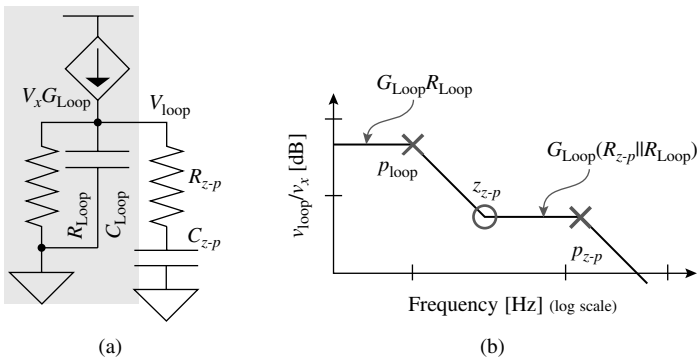 VxGLoop
Vloop
RLoop
CLoop
Rz-p
Cz-p
(a)
GLoopRLoop
GLoop(Rz-p||RLoop)
vloop/vx [dB]
ploop
zz-p
pz-p
Frequency [Hz] (log scale)
(b)